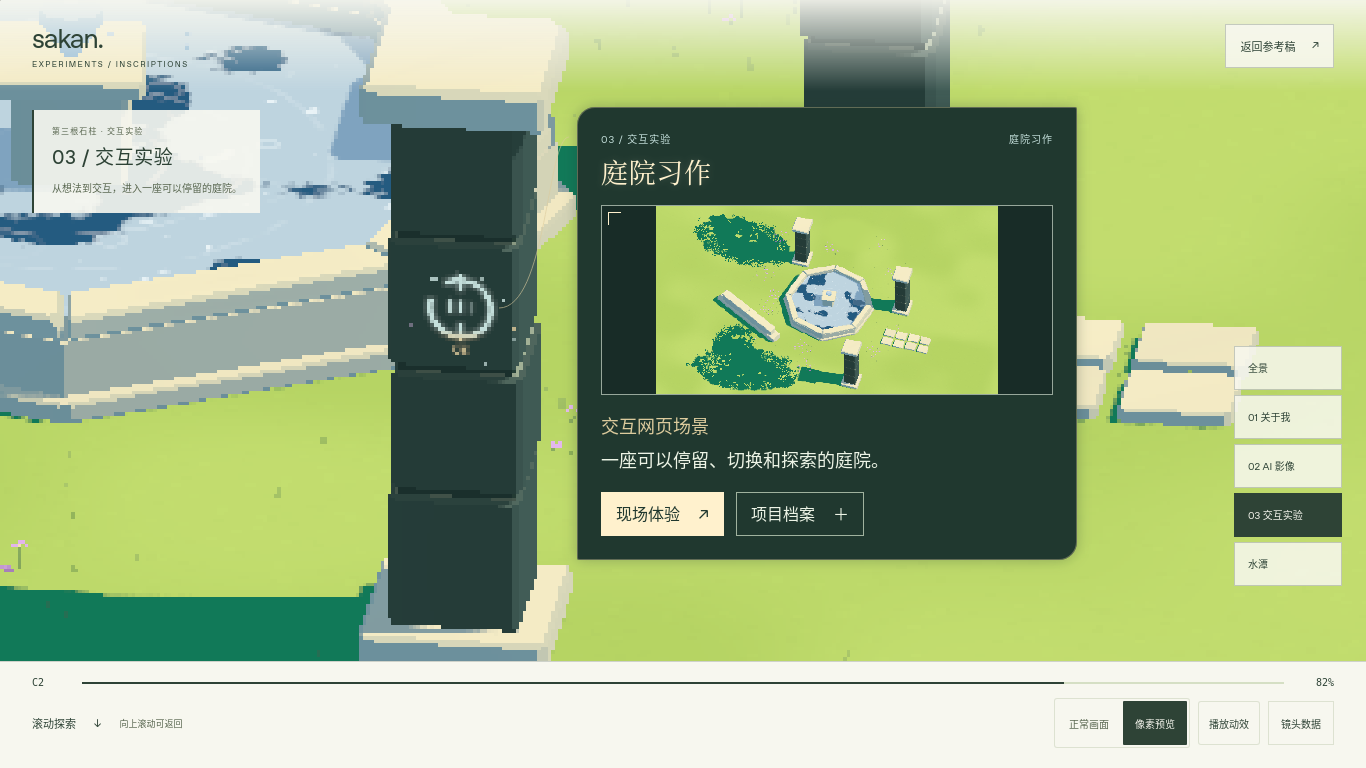 sakan.
EXPERIMENTS / INSCRIPTIONS
返回参考稿 ↗
第三根石柱 · 交互实验
03 / 交互实验
从想法到交互，进入一座可以停留的庭院。
03 / 交互实验
庭院习作
庭院习作
交互网页场景
一座可以停留、切换和探索的庭院。
现场体验 ↗
项目档案 +
全景
01 关于我
02 AI 影像
03 交互实验
水潭
C2
82%
滚动探索 ↓ 向上滚动可返回
正常画面
像素预览
播放动效
镜头数据